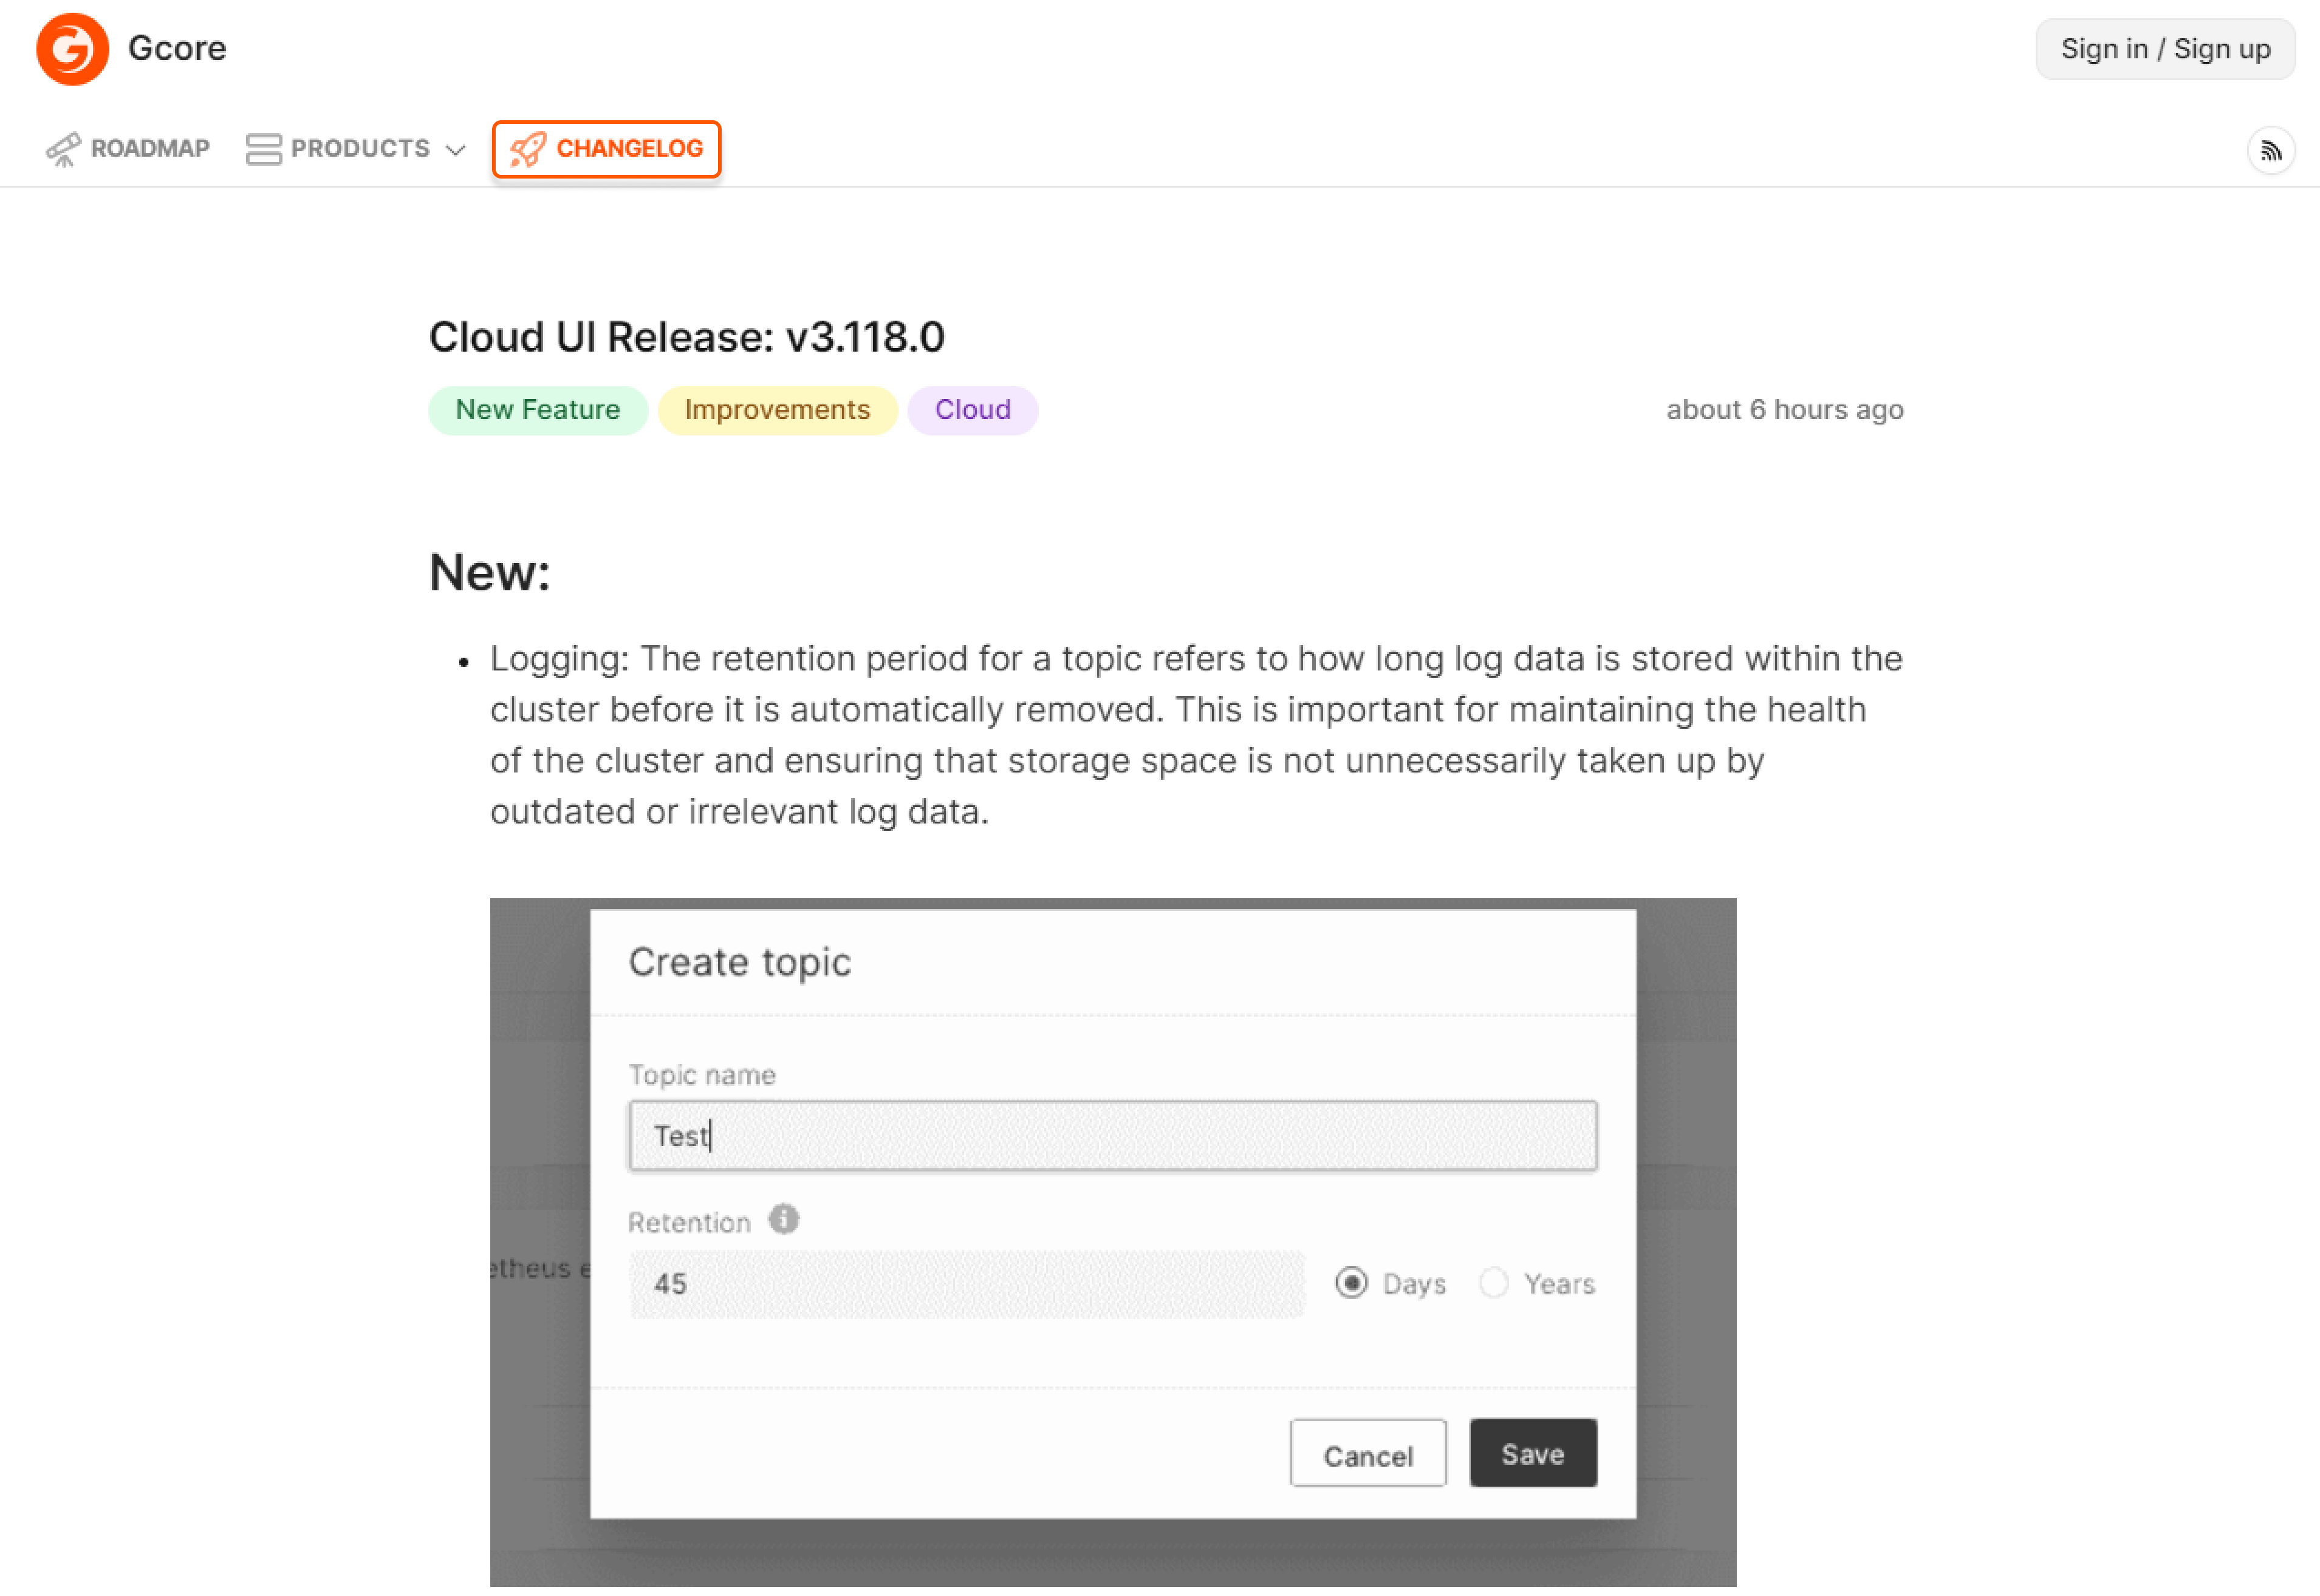 Gcore
Sign in / Sign up
ROADMAP PRODUCTS CHANGELOG
Cloud UI Release: v3.118.0
New Feature Improvements Cloud about 6 hours ago
New:
• Logging: The retention period for a topic refers to how long log data is stored within the
cluster before it is automatically removed. This is important for maintaining the health
of the cluster and ensuring that storage space is not unnecessarily taken up by
outdated or irrelevant log data.
Create topic
Topic name
Test
Retention
etheus e
45 Days Years
Cancel Save